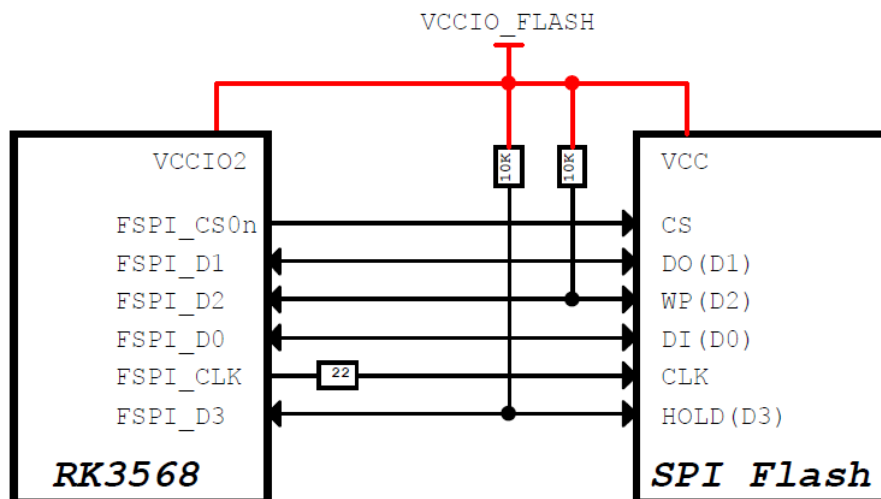 VCCIO_FLASH
VCCIO2
VCC
10K
10K
FSPI_CS0n
CS
FSPI_D1
DO(D1)
FSPI_D2
WP(D2)
FSPI_D0
DI(D0)
FSPI_CLK
22
CLK
FSPI_D3
HOLD(D3)
RK3568
SPI Flash